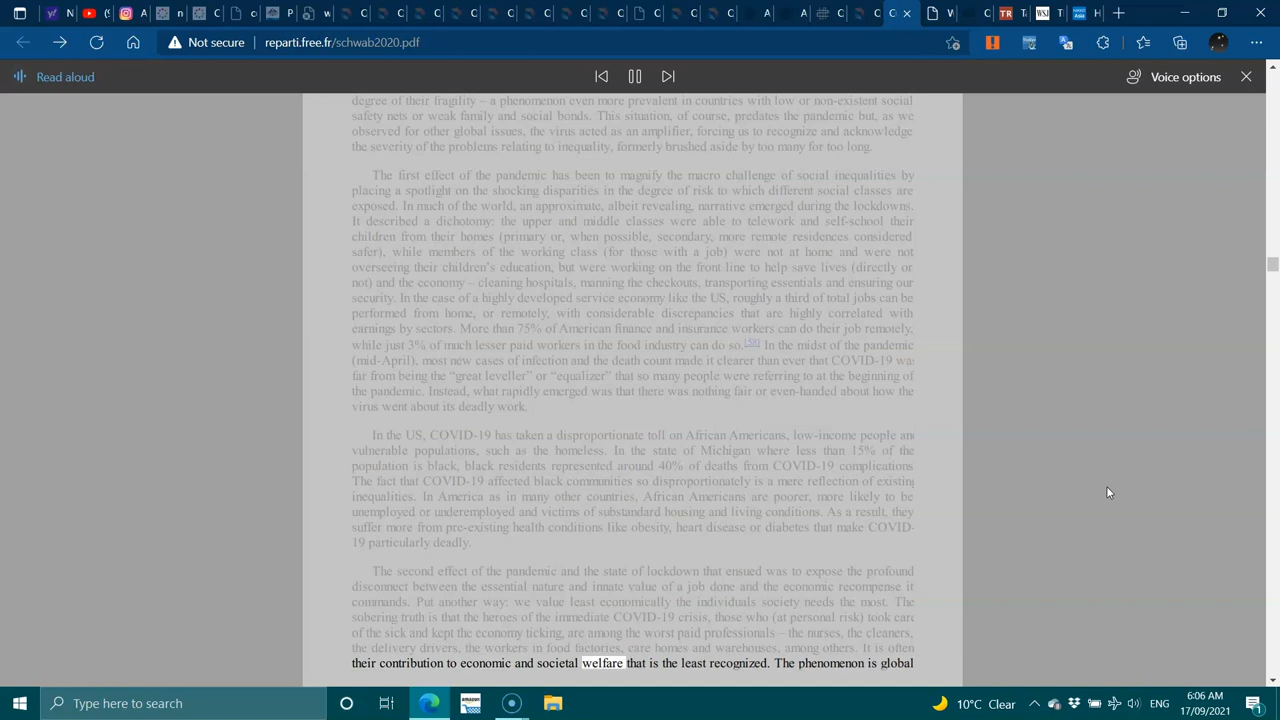 Not secure
reparti.free.fr/schwab2020.pdf
Read aloud
Voice options
degree of their fragility – a phenomenon even more prevalent in countries with low or non-existent social
safety nets or weak family and social bonds. This situation, of course, predates the pandemic but, as we
observed for other global issues, the virus acted as an amplifier, forcing us to recognize and acknowledge
the severity of the problems relating to inequality, formerly brushed aside by too many for too long.
The first effect of the pandemic has been to magnify the macro challenge of social inequalities by
placing a spotlight on the shocking disparities in the degree of risk to which different social classes are
exposed. In much of the world, an approximate, albeit revealing, narrative emerged during the lockdowns.
It described a dichotomy: the upper and middle classes were able to telework and self-school their
children from their homes (primary or, when possible, secondary, more remote residences considered
safer), while members of the working class (for those with a job) were not at home and were not
overseeing their children's education, but were working on the front line to help save lives (directly or
not) and the economy – cleaning hospitals, manning the checkouts, transporting essentials and ensuring our
security. In the case of a highly developed service economy like the US, roughly a third of total jobs can be
performed from home, or remotely, with considerable discrepancies that are highly correlated with
earnings by sectors. More than 75% of American finance and insurance workers can do their job remotely,
while just 3% of much lesser paid workers in the food industry can do so.[58] In the midst of the pandemic
(mid-April), most new cases of infection and the death count made it clearer than ever that COVID-19 was
far from being the “great leveller” or “equalizer” that so many people were referring to at the beginning of
the pandemic. Instead, what rapidly emerged was that there was nothing fair or even-handed about how the
virus went about its deadly work.
In the US, COVID-19 has taken a disproportionate toll on African Americans, low-income people and
vulnerable populations, such as the homeless. In the state of Michigan where less than 15% of the
population is black, black residents represented around 40% of deaths from COVID-19 complications
The fact that COVID-19 affected black communities so disproportionately is a mere reflection of existing
inequalities. In America as in many other countries, African Americans are poorer, more likely to be
unemployed or underemployed and victims of substandard housing and living conditions. As a result, they
suffer more from pre-existing health conditions like obesity, heart disease or diabetes that make COVID-
19 particularly deadly.
The second effect of the pandemic and the state of lockdown that ensued was to expose the profound
disconnect between the essential nature and innate value of a job done and the economic recompense it
commands. Put another way: we value least economically the individuals society needs the most. The
sobering truth is that the heroes of the immediate COVID-19 crisis, those who (at personal risk) took care
of the sick and kept the economy ticking, are among the worst paid professionals – the nurses, the cleaners,
the delivery drivers, the workers in food factories, care homes and warehouses, among others. It is often
their contribution to economic and societal welfare that is the least recognized. The phenomenon is global
Type here to search
amazon
10°C Clear
ENG
6:06 AM
17/09/2021